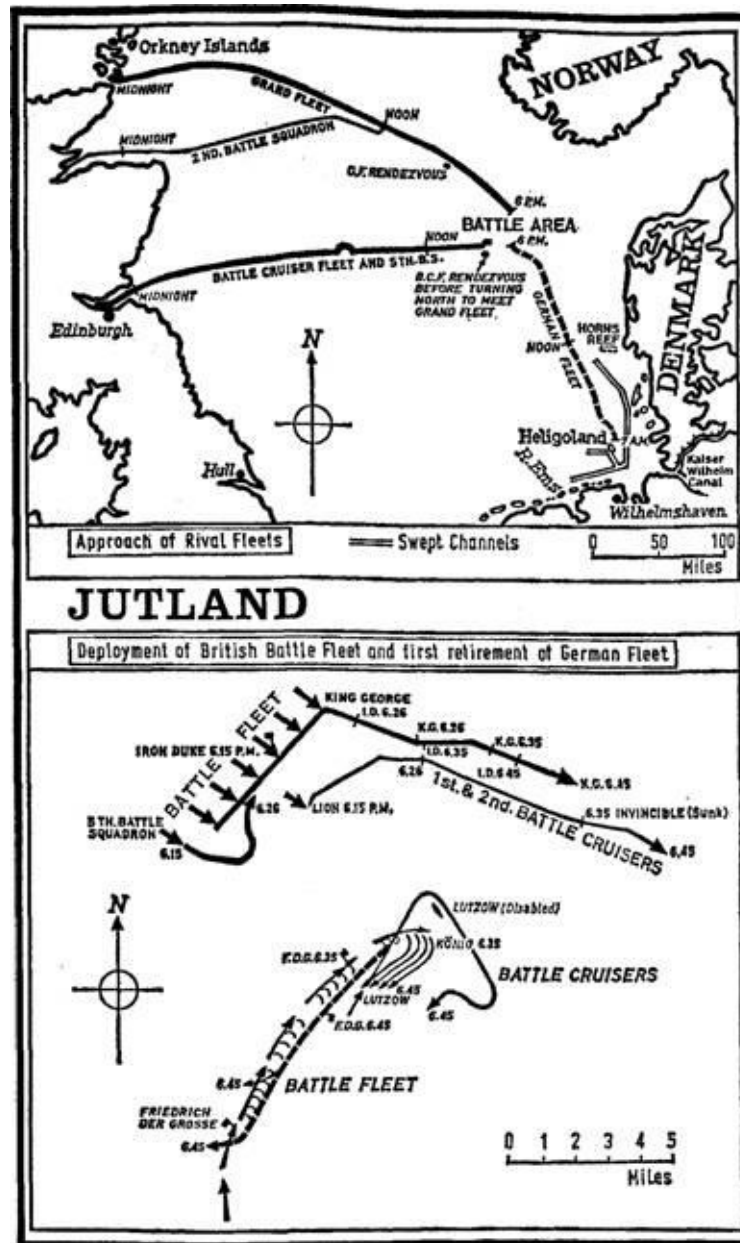 Orkney Islands
NORWAY
MIDNIGHT
GRAND FLEET
NOON
MIDNIGHT
2ND. BATTLE SQUADRON
G.F. RENDEZVOUS
6 P.M.
BATTLE AREA
6 P.M.
NOON
BATTLE CRUISER FLEET AND 5TH. B.S.
B.C.F. RENDEZVOUS
BEFORE TURNING
NORTH TO MEET
GRAND FLEET
MIDNIGHT
Edinburgh
GERMAN
FLEET
NOON
HORNS
REEF
DENMARK
N
Heligoland
7 A.M.
Kaiser
Wilhelm
Canal
R. Ems
Hull
Wilhelmshaven
Approach of Rival Fleets
Swept Channels
0 50 100
Miles
JUTLAND
Deployment of British Battle Fleet and first retirement of German Fleet
KING GEORGE
I.D. 6.26
BATTLE FLEET
K.G. 6.26
I.D. 6.35
K.G. 6.35
I.D. 6.45
K.G. 6.45
IRON DUKE 6.15 P.M.
6.26
LION 6.15 P.M.
6.26
1st. & 2nd. BATTLE CRUISERS
6.35 INVINCIBLE (Sunk)
6.45
5TH. BATTLE
SQUADRON
6.15
N
LUTZOW (Disabled)
KÖNIG 6.35
F.D.G. 6.35
BATTLE CRUISERS
6.45
LUTZOW
6.45
F.D.G. 6.45
6.45
BATTLE FLEET
FRIEDRICH
DER GROSSE
6.45
0 1 2 3 4 5
Miles